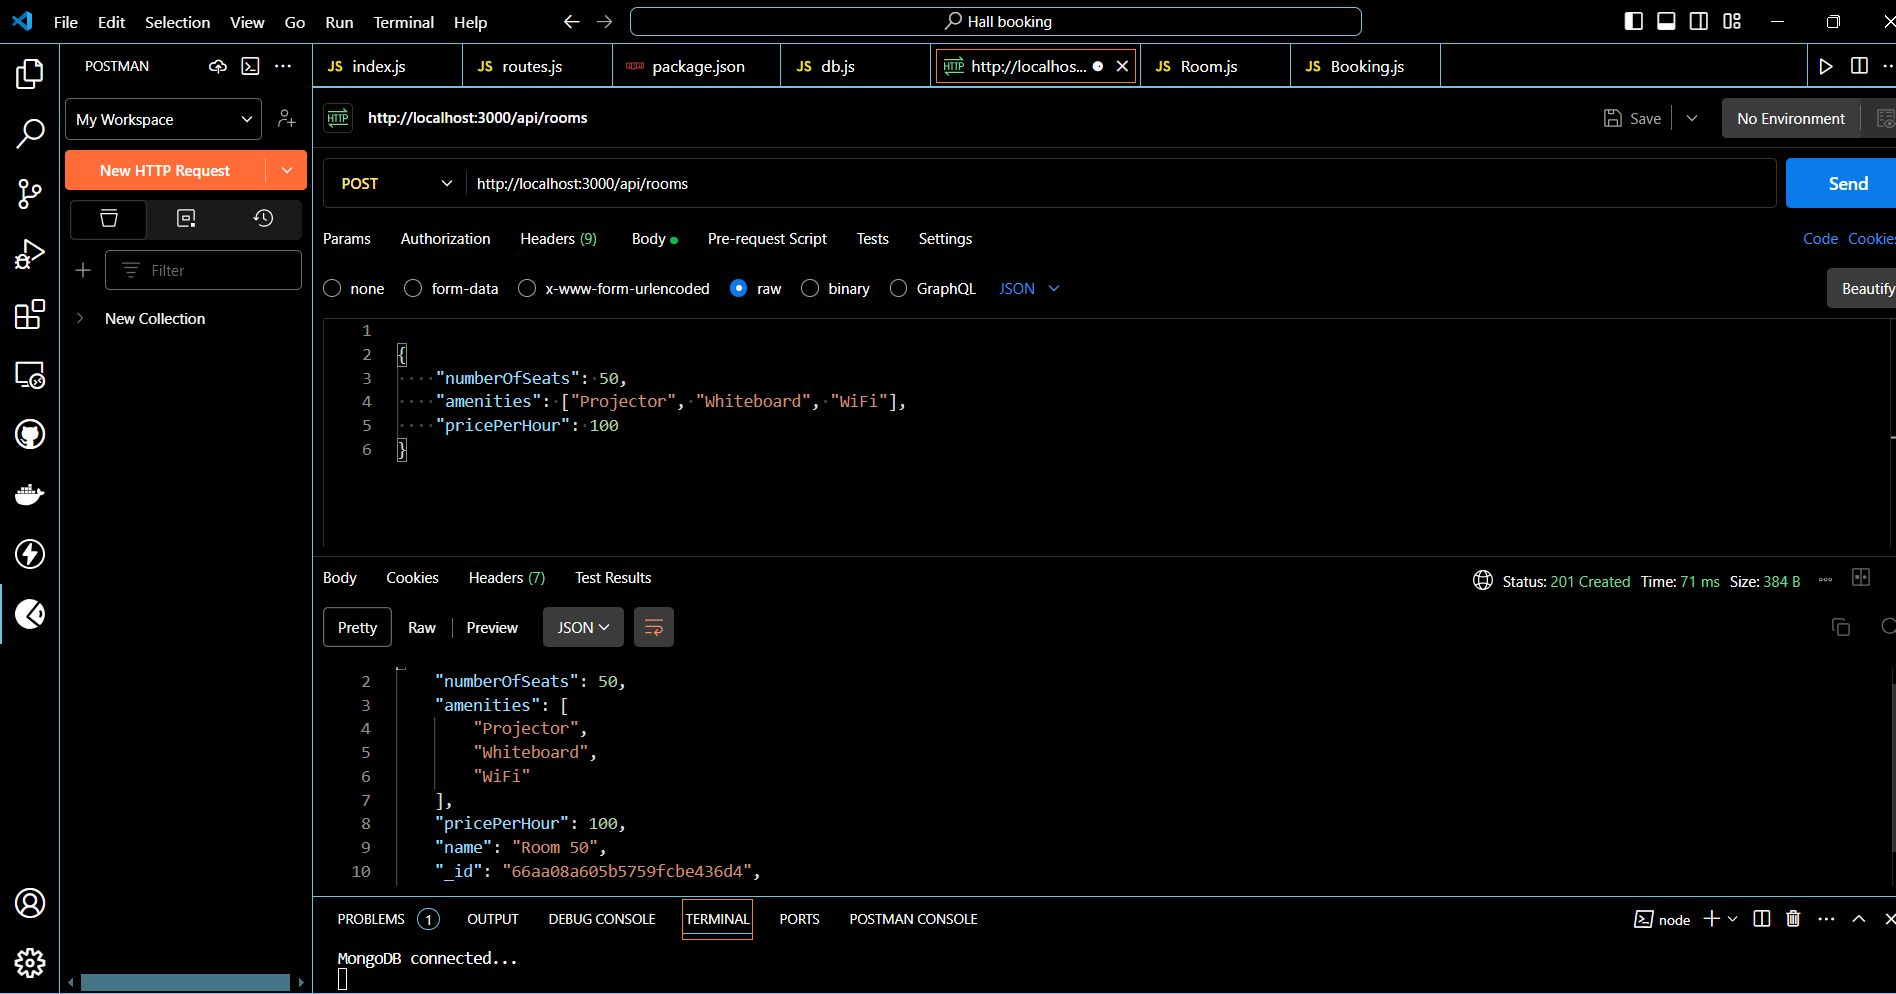 File Edit Selection View Go Run Terminal Help
Hall booking
POSTMAN
JS index.js
JS routes.js
package.json
JS db.js
HTTP http://localhos...
JS Room.js
JS Booking.js
My Workspace
New HTTP Request
Filter
New Collection
HTTP http://localhost:3000/api/rooms
Save
No Environment
POST http://localhost:3000/api/rooms
Send
Params Authorization Headers (9) Body Pre-request Script Tests Settings
Code Cookies
none form-data x-www-form-urlencoded raw binary GraphQL JSON
Beautify
1
2 {
3 "numberOfSeats": 50,
4 "amenities": ["Projector", "Whiteboard", "WiFi"],
5 "pricePerHour": 100
6 }
Body Cookies Headers (7) Test Results
Status: 201 Created Time: 71 ms Size: 384 B
Pretty Raw Preview JSON
2 "numberOfSeats": 50,
3 "amenities": [
4 "Projector",
5 "Whiteboard",
6 "WiFi"
7 ],
8 "pricePerHour": 100,
9 "name": "Room 50",
10 "_id": "66aa08a605b5759fcbe436d4",
PROBLEMS 1 OUTPUT DEBUG CONSOLE TERMINAL PORTS POSTMAN CONSOLE
node
MongoDB connected...